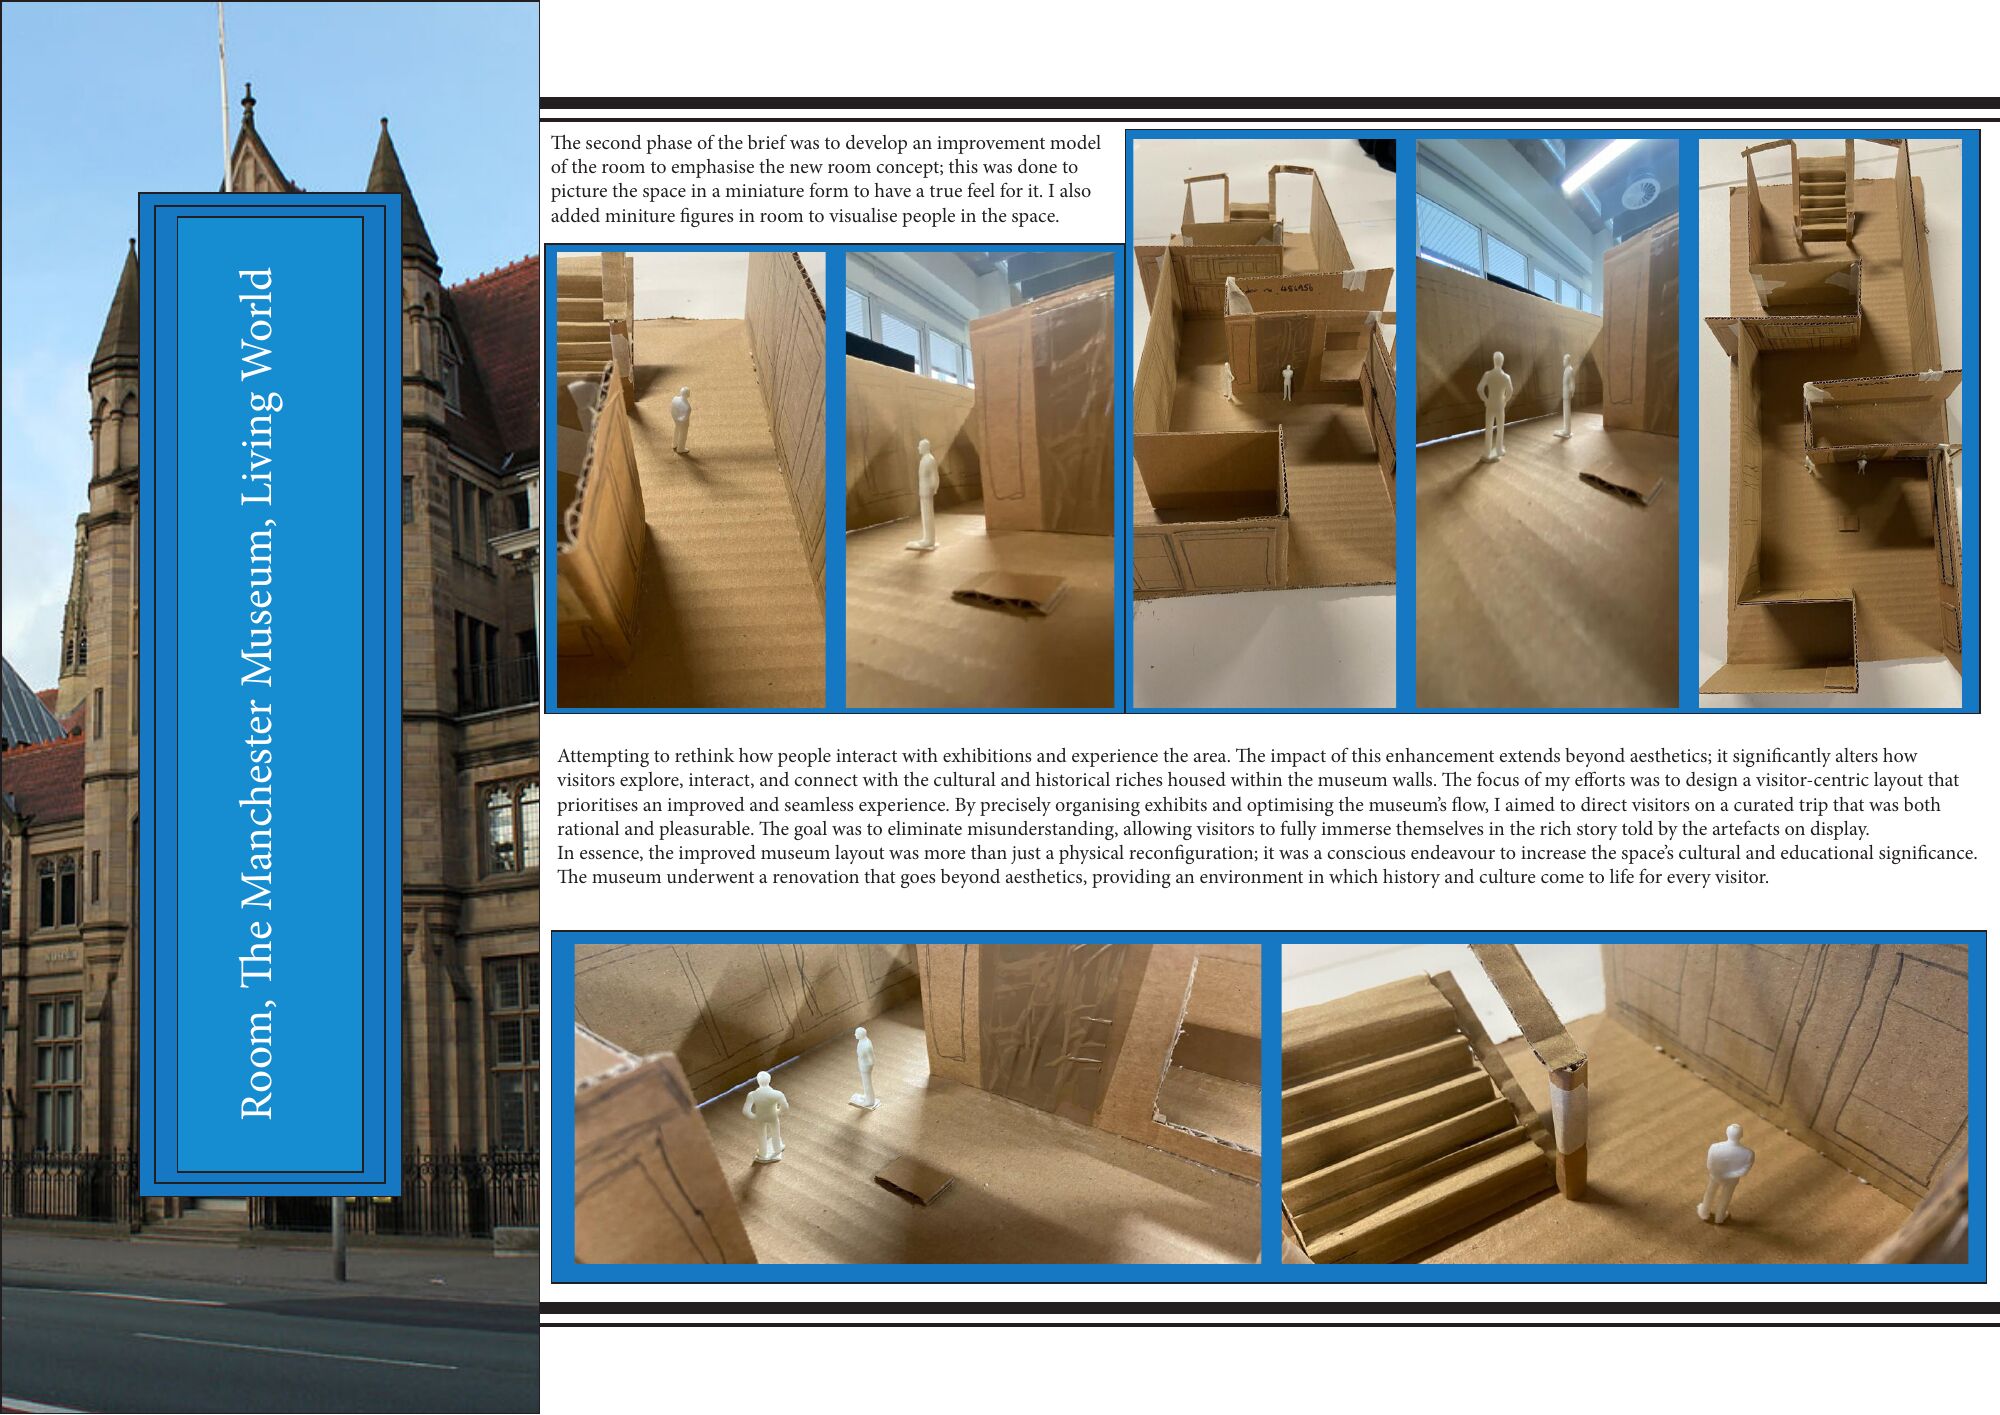 Room, The Manchester Museum, Living World
The second phase of the brief was to develop an improvement model
of the room to emphasise the new room concept; this was done to
picture the space in a miniature form to have a true feel for it. I also
added miniture figures in room to visualise people in the space.
Attempting to rethink how people interact with exhibitions and experience the area. The impact of this enhancement extends beyond aesthetics; it significantly alters how
visitors explore, interact, and connect with the cultural and historical riches housed within the museum walls. The focus of my efforts was to design a visitor-centric layout that
prioritises an improved and seamless experience. By precisely organising exhibits and optimising the museum's flow, I aimed to direct visitors on a curated trip that was both
rational and pleasurable. The goal was to eliminate misunderstanding, allowing visitors to fully immerse themselves in the rich story told by the artefacts on display.
In essence, the improved museum layout was more than just a physical reconfiguration; it was a conscious endeavour to increase the space's cultural and educational significance.
The museum underwent a renovation that goes beyond aesthetics, providing an environment in which history and culture come to life for every visitor.